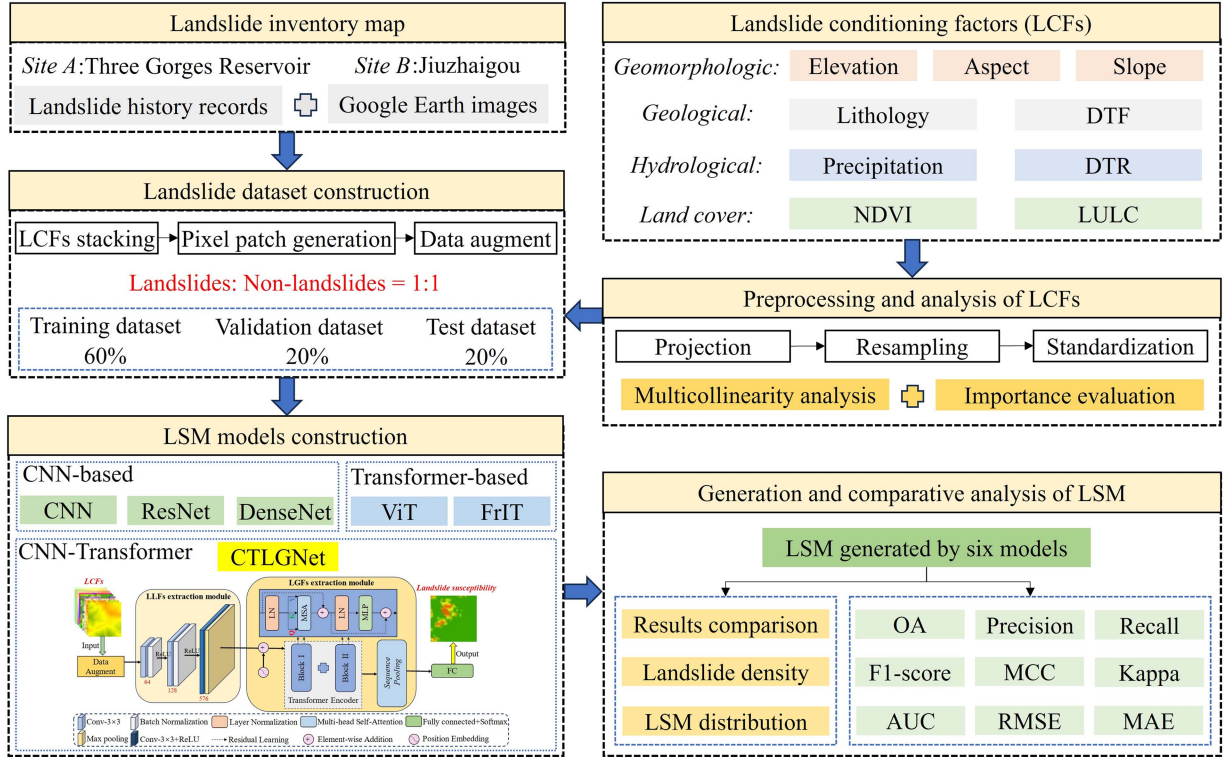 Landslide inventory map
Site A:Three Gorges Reservoir
Site B:Jiuzhaigou
Landslide history records
Google Earth images
Landslide conditioning factors (LCFs)
Geomorphologic:
Elevation
Aspect
Slope
Geological:
Lithology
DTF
Hydrological:
Precipitation
DTR
Land cover:
NDVI
LULC
Landslide dataset construction
LCFs stacking
Pixel patch generation
Data augment
Landslides: Non-landslides = 1:1
Training dataset
60%
Validation dataset
20%
Test dataset
20%
Preprocessing and analysis of LCFs
Projection
Resampling
Standardization
Multicollinearity analysis
Importance evaluation
LSM models construction
CNN-based
CNN
ResNet
DenseNet
Transformer-based
ViT
FrIT
CNN-Transformer
CTLGNet
LCFs
Input
Data
Augment
LLFs extraction module
ReLU
ReLU
64
128
576
LGFs extraction module
LN
MSA
LN
MLP
Block I
Block II
Transformer Encoder
Sequence
Pooling
Landslide susceptibility
Output
FC
Conv-3×3
Batch Normalization
Layer Normalization
Multi-head Self-Attention
Fully connected+Softmax
Max pooling
Conv-3×3+ReLU
Residual Learning
Element-wise Addition
Position Embedding
Generation and comparative analysis of LSM
LSM generated by six models
Results comparison
Landslide density
LSM distribution
OA
Precision
Recall
F1-score
MCC
Kappa
AUC
RMSE
MAE